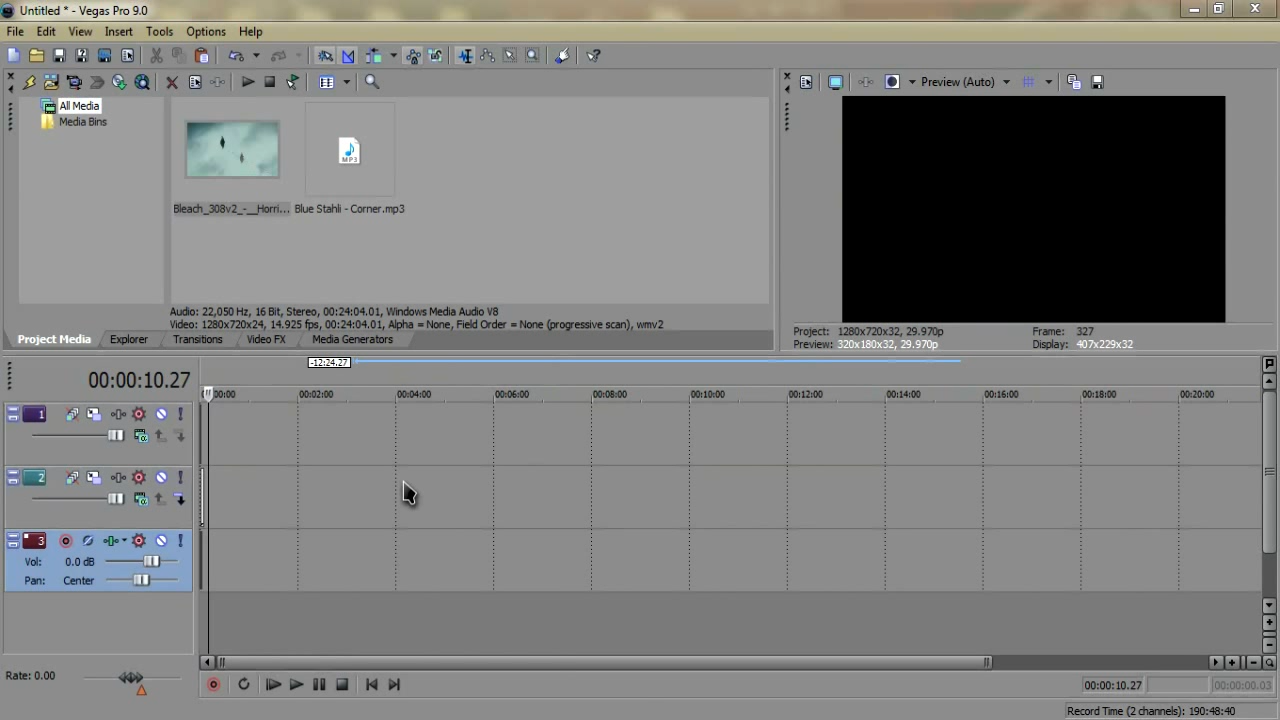 Untitled * - Vegas Pro 9.0
File Edit View Insert Tools Options Help
Preview (Auto)
All Media
Media Bins
MP3
Bleach_308v2_-__Horri... Blue Stahli - Corner.mp3
Audio: 22,050 Hz, 16 Bit, Stereo, 00:24:04.01, Windows Media Audio V8
Video: 1280x720x24, 14.925 fps, 00:24:04.01, Alpha = None, Field Order = None (progressive scan), wmv2
Project Media Explorer Transitions Video FX Media Generators
Project: 1280x720x32, 29.970p Frame: 327
Preview: 320x180x32, 29.970p Display: 407x229x32
-12:24.27
00:00:10.27
00:00 00:02:00 00:04:00 00:06:00 00:08:00 00:10:00 00:12:00 00:14:00 00:16:00 00:18:00 00:20:00
1
2
3
Vol: 0.0 dB
Pan: Center
Rate: 0.00
00:00:10.27 00:00:00.03
Record Time (2 channels): 190:48:40